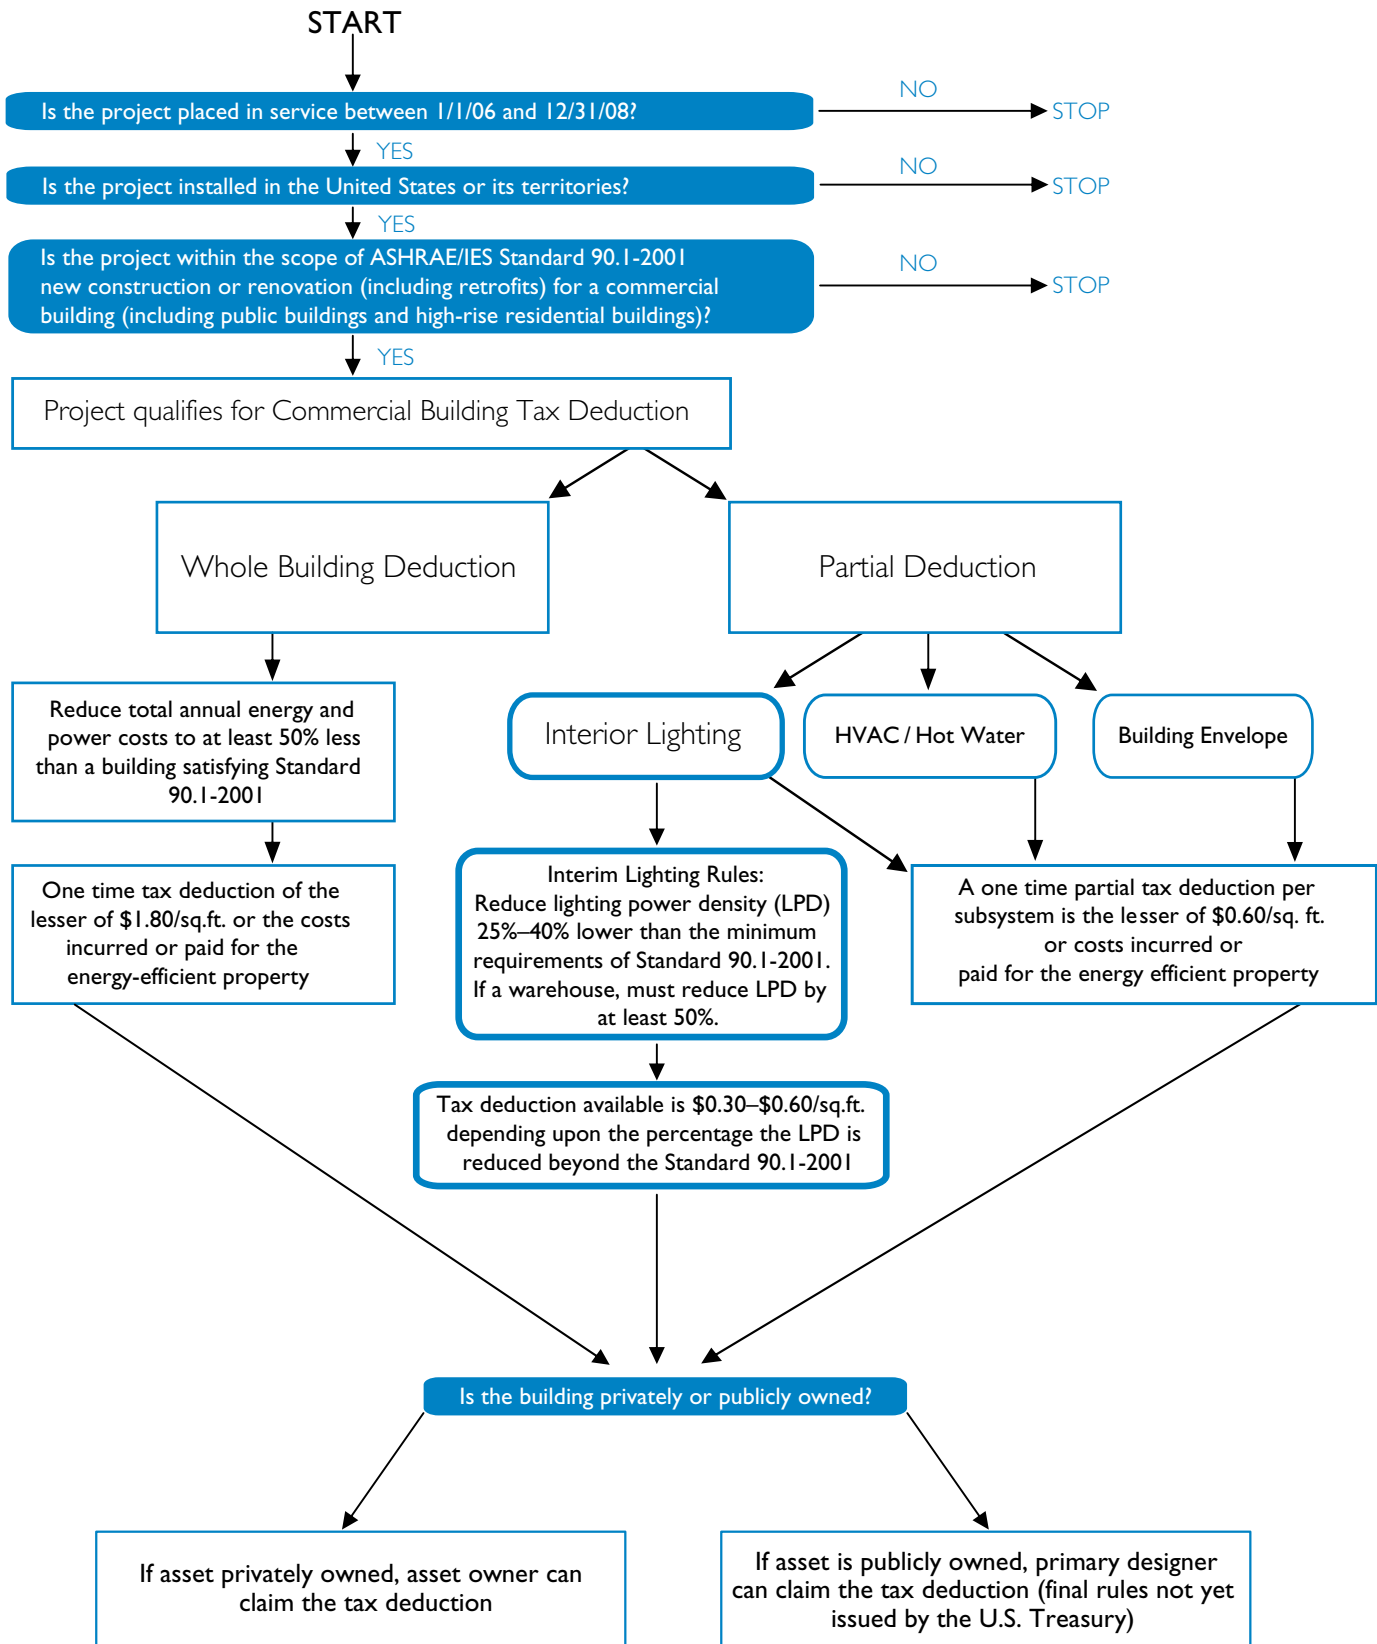 START
Is the project placed in service between 1/1/06 and 12/31/08?
NO
STOP
YES
Is the project installed in the United States or its territories?
NO
STOP
YES
Is the project within the scope of ASHRAE/IES Standard 90.1-2001
new construction or renovation (including retrofits) for a commercial
building (including public buildings and high-rise residential buildings)?
NO
STOP
YES
Project qualifies for Commercial Building Tax Deduction
Whole Building Deduction
Partial Deduction
Reduce total annual energy and
power costs to at least 50% less
than a building satisfying Standard
90.1-2001
Interior Lighting
HVAC / Hot Water
Building Envelope
One time tax deduction of the
lesser of $1.80/sq.ft. or the costs
incurred or paid for the
energy-efficient property
Interim Lighting Rules:
Reduce lighting power density (LPD)
25%–40% lower than the minimum
requirements of Standard 90.1-2001.
If a warehouse, must reduce LPD by
at least 50%.
A one time partial tax deduction per
subsystem is the lesser of $0.60/sq. ft.
or costs incurred or
paid for the energy efficient property
Tax deduction available is $0.30–$0.60/sq.ft.
depending upon the percentage the LPD is
reduced beyond the Standard 90.1-2001
Is the building privately or publicly owned?
If asset privately owned, asset owner can
claim the tax deduction
If asset is publicly owned, primary designer
can claim the tax deduction (final rules not yet
issued by the U.S. Treasury)